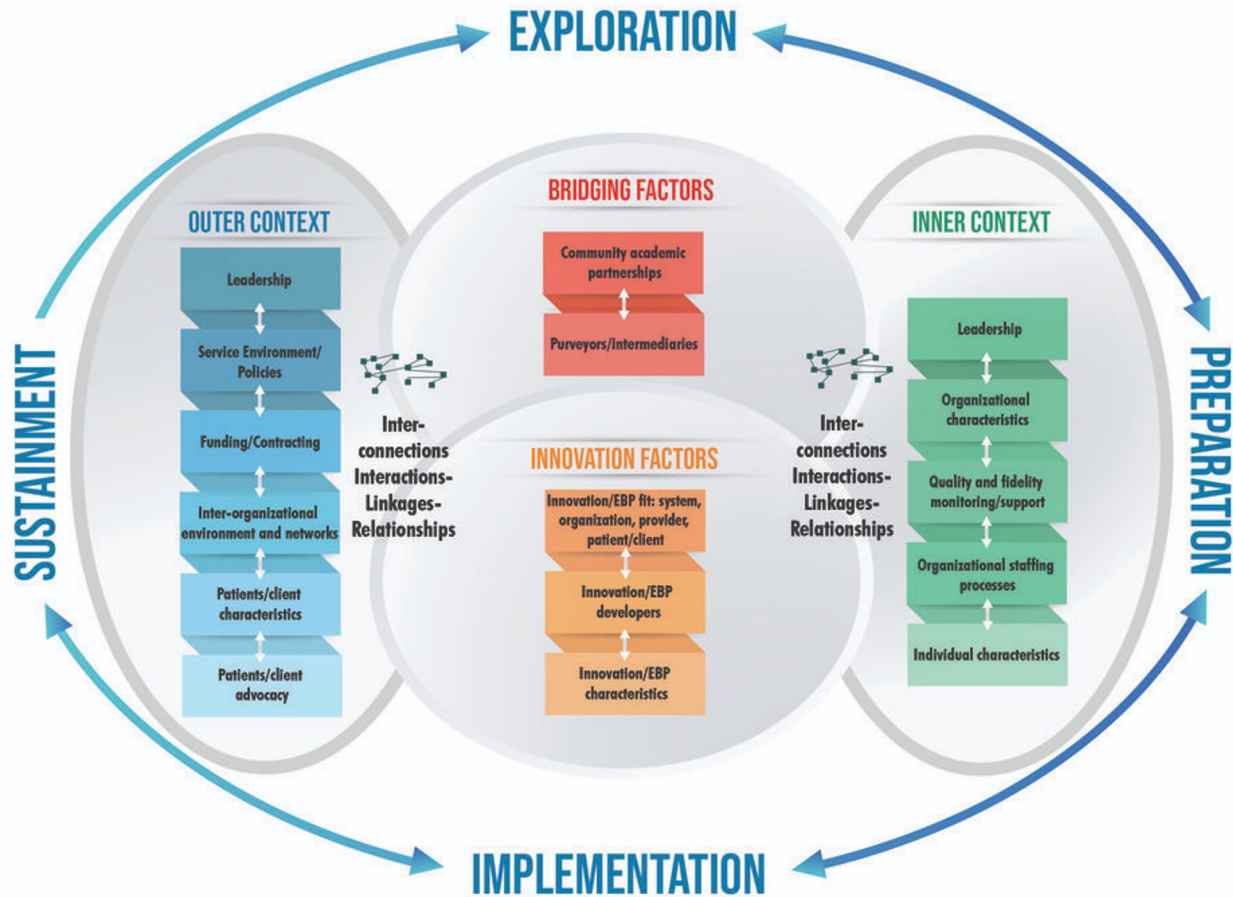 EXPLORATION
BRIDGING FACTORS
Community academic
partnerships
Purveyors/intermediaries
OUTER CONTEXT
Leadership
Service Environment/
Policies
Funding/Contracting
Inter-organizational
environment and networks
Patients/client
characteristics
Patients/client
advocacy
Inter-
connections
Interactions-
Linkages-
Relationships
INNOVATION FACTORS
Innovation/EBP fit: system,
organization, provider,
patient/client
Innovation/EBP
developers
Innovation/EBP
characteristics
Inter-
connections
Interactions-
Linkages-
Relationships
INNER CONTEXT
Leadership
Organizational
characteristics
Quality and fidelity
monitoring/support
Organizational staffing
processes
Individual characteristics
SUSTAINMENT
PREPARATION
IMPLEMENTATION